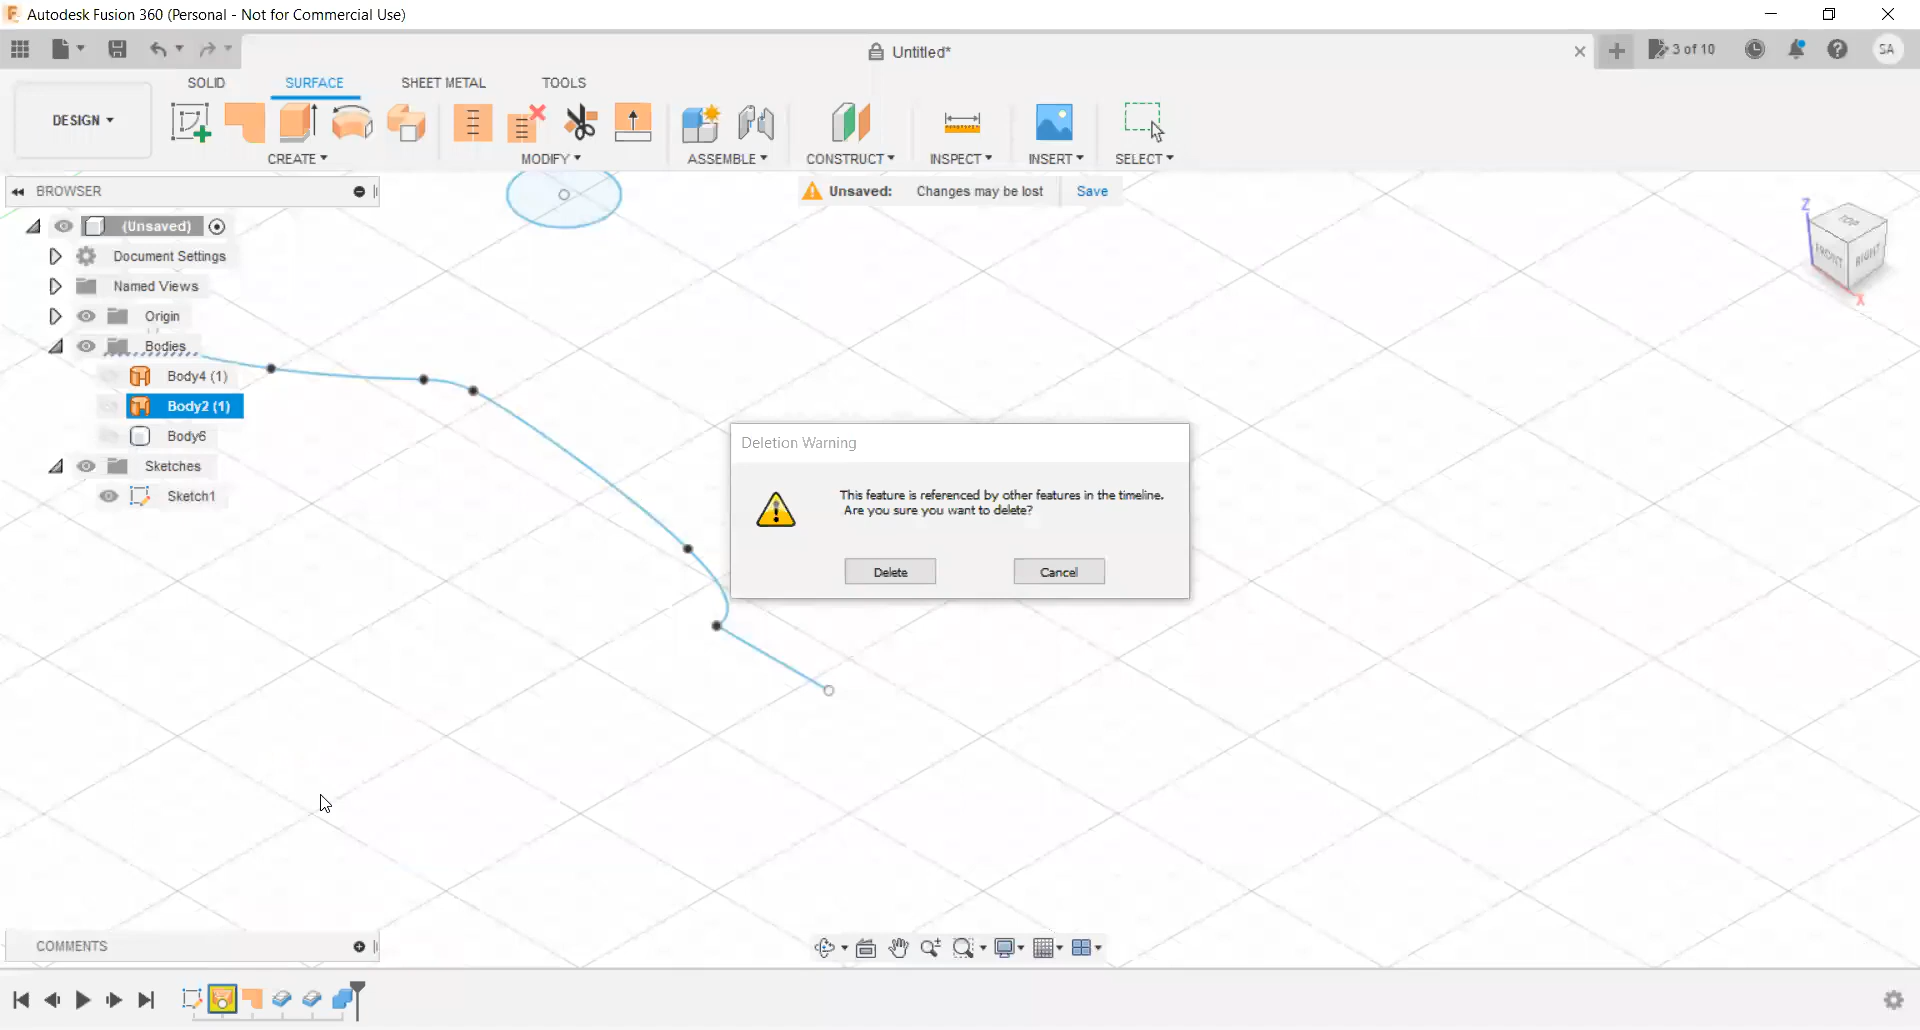 Autodesk Fusion 360 (Personal - Not for Commercial Use)
Untitled*
3 of 10
SA
DESIGN
SOLID
SURFACE
SHEET METAL
TOOLS
CREATE
MODIFY
ASSEMBLE
CONSTRUCT
INSPECT
INSERT
SELECT
BROWSER
Unsaved: Changes may be lost
Save
(Unsaved)
Document Settings
Named Views
Origin
Bodies
Body4 (1)
Body2 (1)
Body6
Sketches
Sketch1
Z
TOP
FRONT
RIGHT
X
Deletion Warning
This feature is referenced by other features in the timeline.
Are you sure you want to delete?
Delete
Cancel
COMMENTS